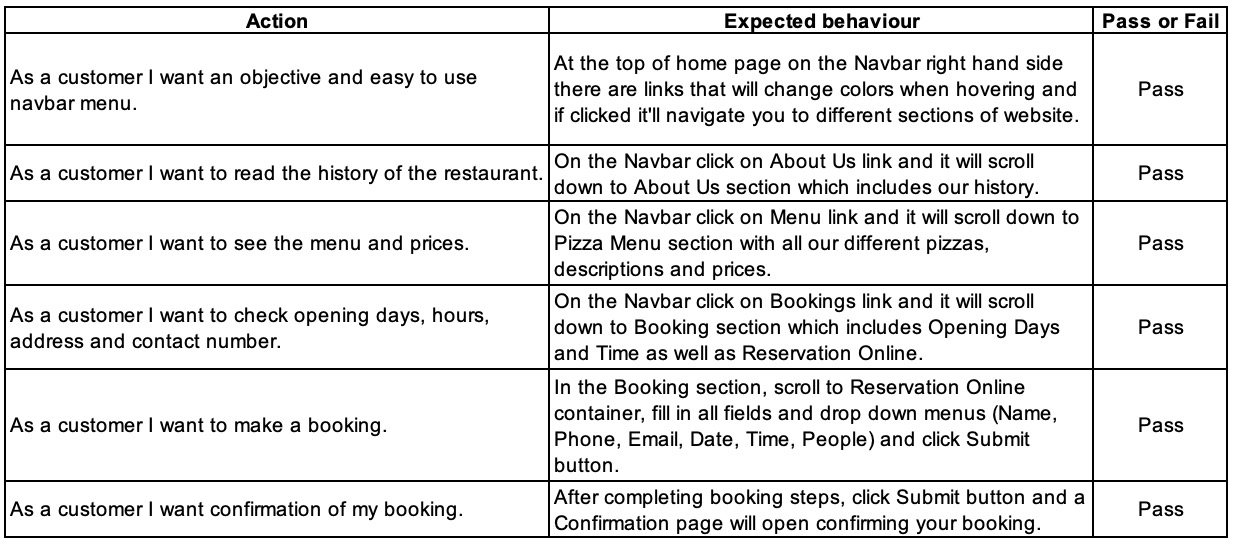 Action Expected behaviour Pass or Fail
As a customer I want an objective and easy to use
navbar menu.
At the top of home page on the Navbar right hand side
there are links that will change colors when hovering and
if clicked it'll navigate you to different sections of website.
Pass
As a customer I want to read the history of the restaurant.
On the Navbar click on About Us link and it will scroll
down to About Us section which includes our history.
Pass
As a customer I want to see the menu and prices.
On the Navbar click on Menu link and it will scroll down to
Pizza Menu section with all our different pizzas,
descriptions and prices.
Pass
As a customer I want to check opening days, hours,
address and contact number.
On the Navbar click on Bookings link and it will scroll
down to Booking section which includes Opening Days
and Time as well as Reservation Online.
Pass
As a customer I want to make a booking.
In the Booking section, scroll to Reservation Online
container, fill in all fields and drop down menus (Name,
Phone, Email, Date, Time, People) and click Submit
button.
Pass
As a customer I want confirmation of my booking.
After completing booking steps, click Submit button and a
Confirmation page will open confirming your booking.
Pass